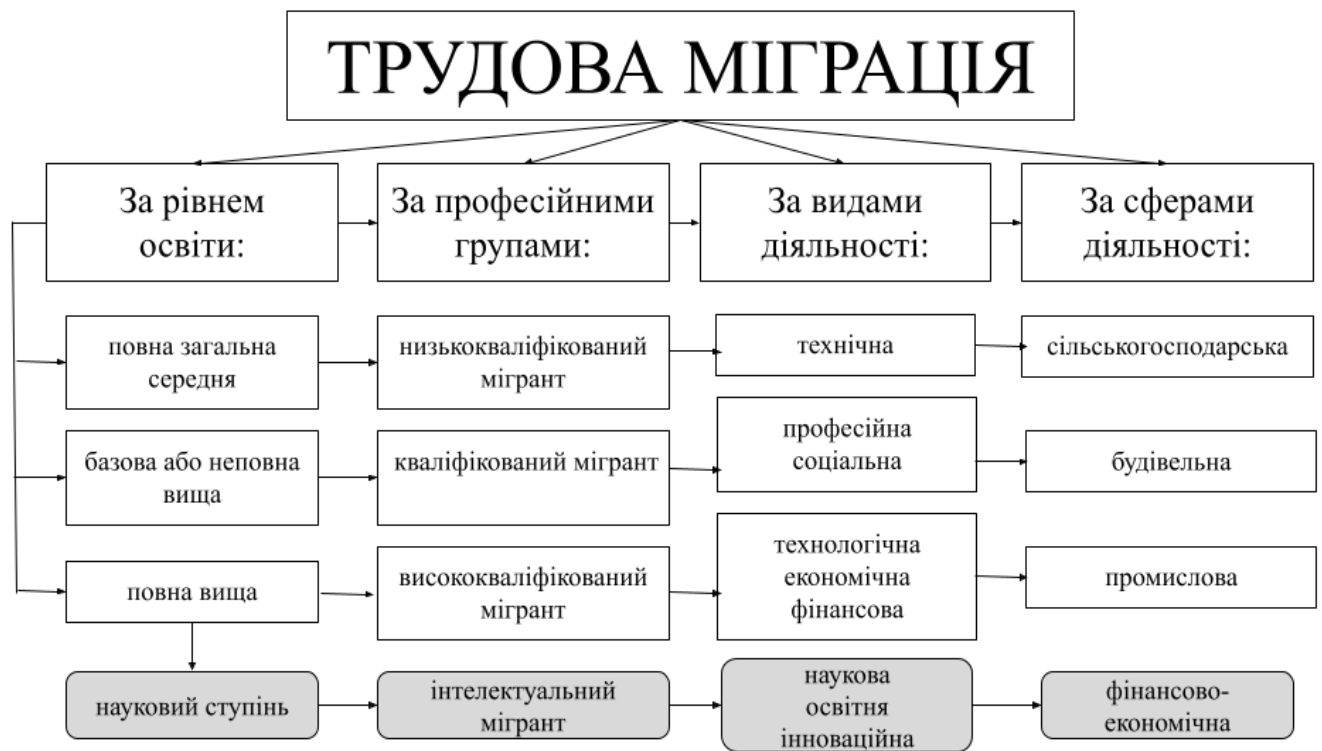 ТРУДОВА МІГРАЦІЯ
За рівнем
освіти:
За професійними
групами:
За видами
діяльності:
За сферами
діяльності:
повна загальна
середня
низькокваліфікований
мігрант
технічна
сільськогосподарська
базова або неповна
вища
кваліфікований мігрант
професійна
соціальна
будівельна
повна вища
висококваліфікований
мігрант
технологічна
економічна
фінансова
промислова
науковий ступінь
інтелектуальний
мігрант
наукова
освітня
інноваційна
фінансово-
економічна